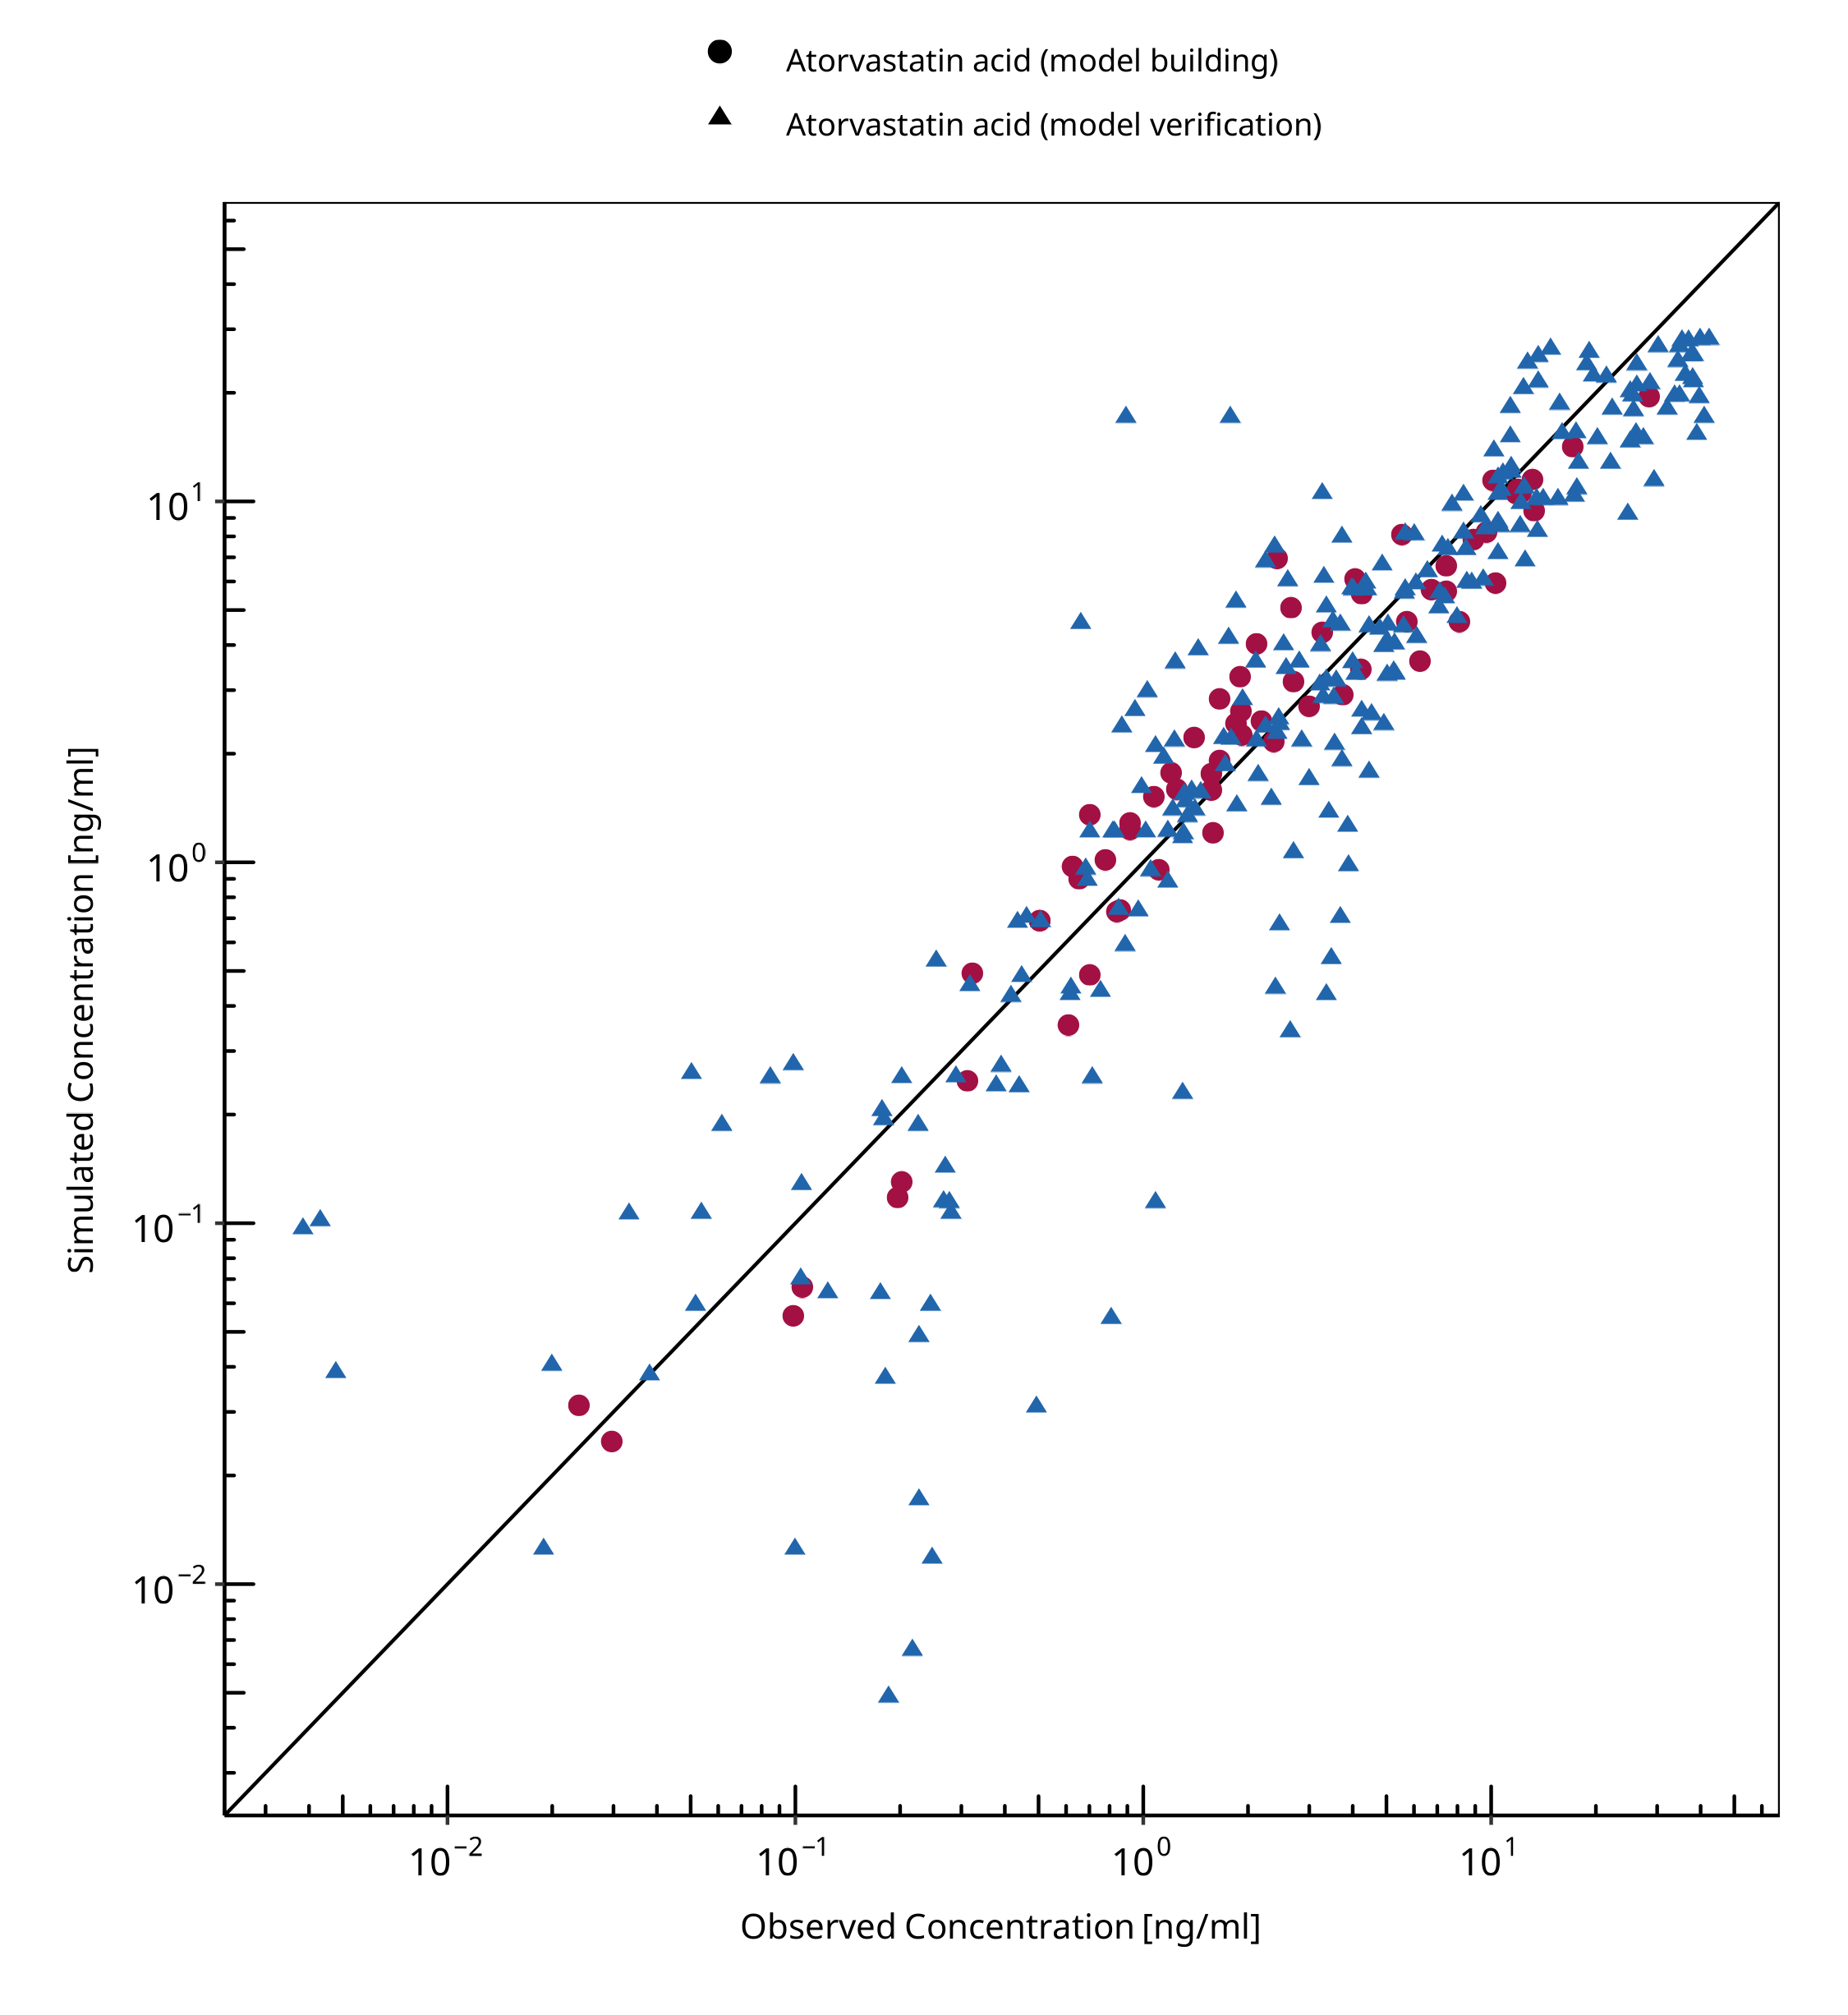 Atorvastatin acid (model building)
Atorvastatin acid (model verification)
Simulated Concentration [ng/ml]
10¹
10⁰
10⁻¹
10⁻²
10⁻² 10⁻¹ 10⁰ 10¹
Observed Concentration [ng/ml]